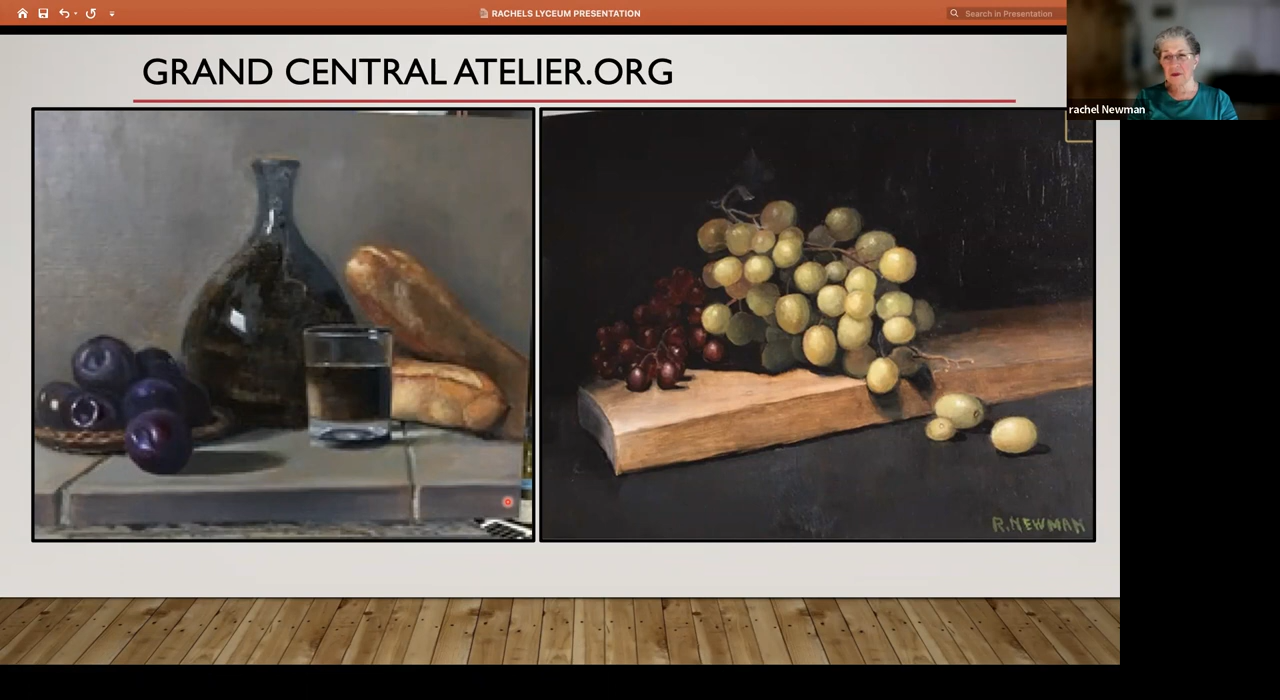 RACHELS LYCEUM PRESENTATION
Search in Presentation
GRAND CENTRAL ATELIER.ORG
rachel Newman
R.NEWMAN